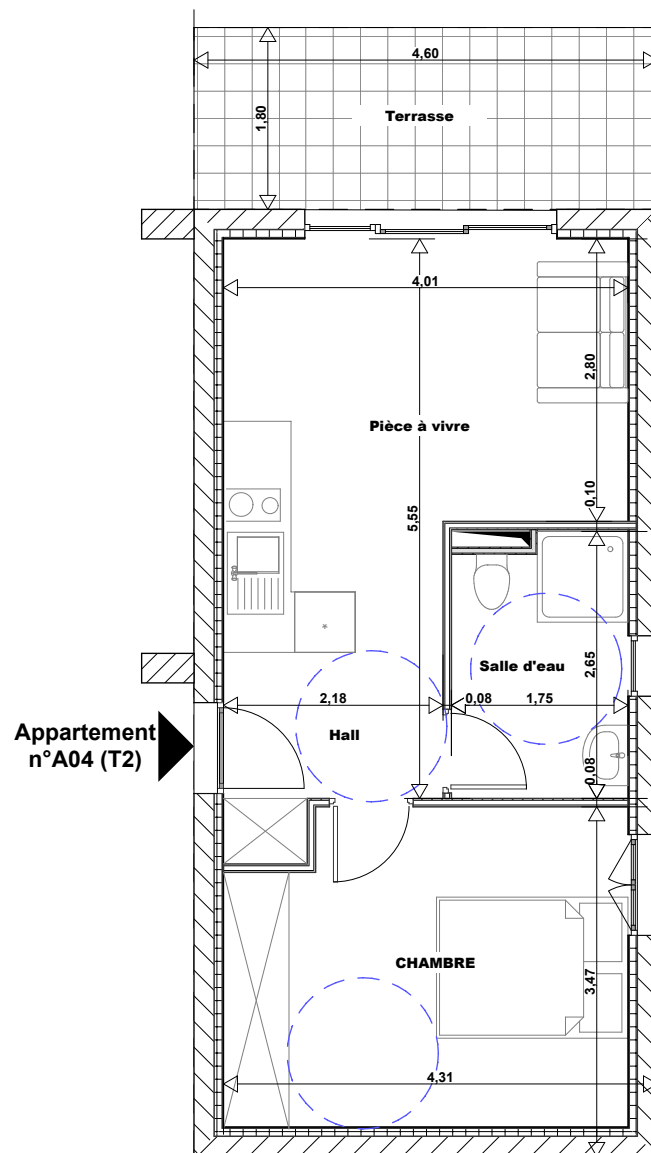 4,60
1,80
Terrasse
4,01
2,80
Pièce à vivre
5,55
0,10
*
Salle d'eau
2,65
2,18
0,08
1,75
Hall
Appartement
n°A04 (T2)
0,08
CHAMBRE
3,47
4,31